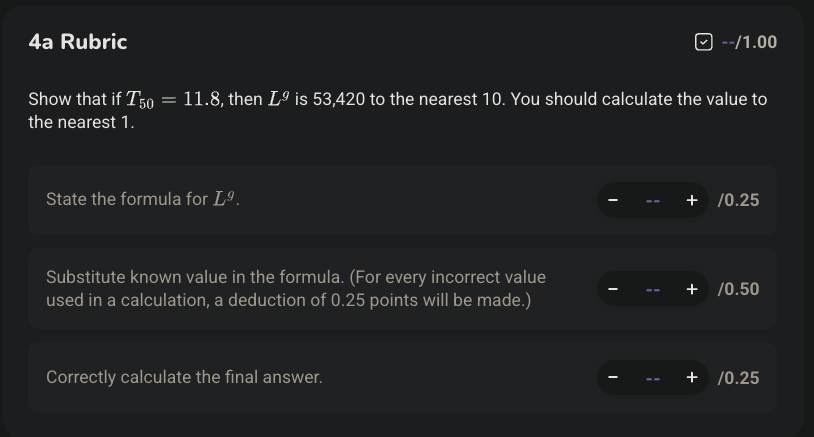 4a Rubric
--/1.00
Show that if T₅₀ = 11.8, then Lᵍ is 53,420 to the nearest 10. You should calculate the value to
the nearest 1.
State the formula for Lᵍ.
− -- + /0.25
Substitute known value in the formula. (For every incorrect value
used in a calculation, a deduction of 0.25 points will be made.)
− -- + /0.50
Correctly calculate the final answer.
− -- + /0.25